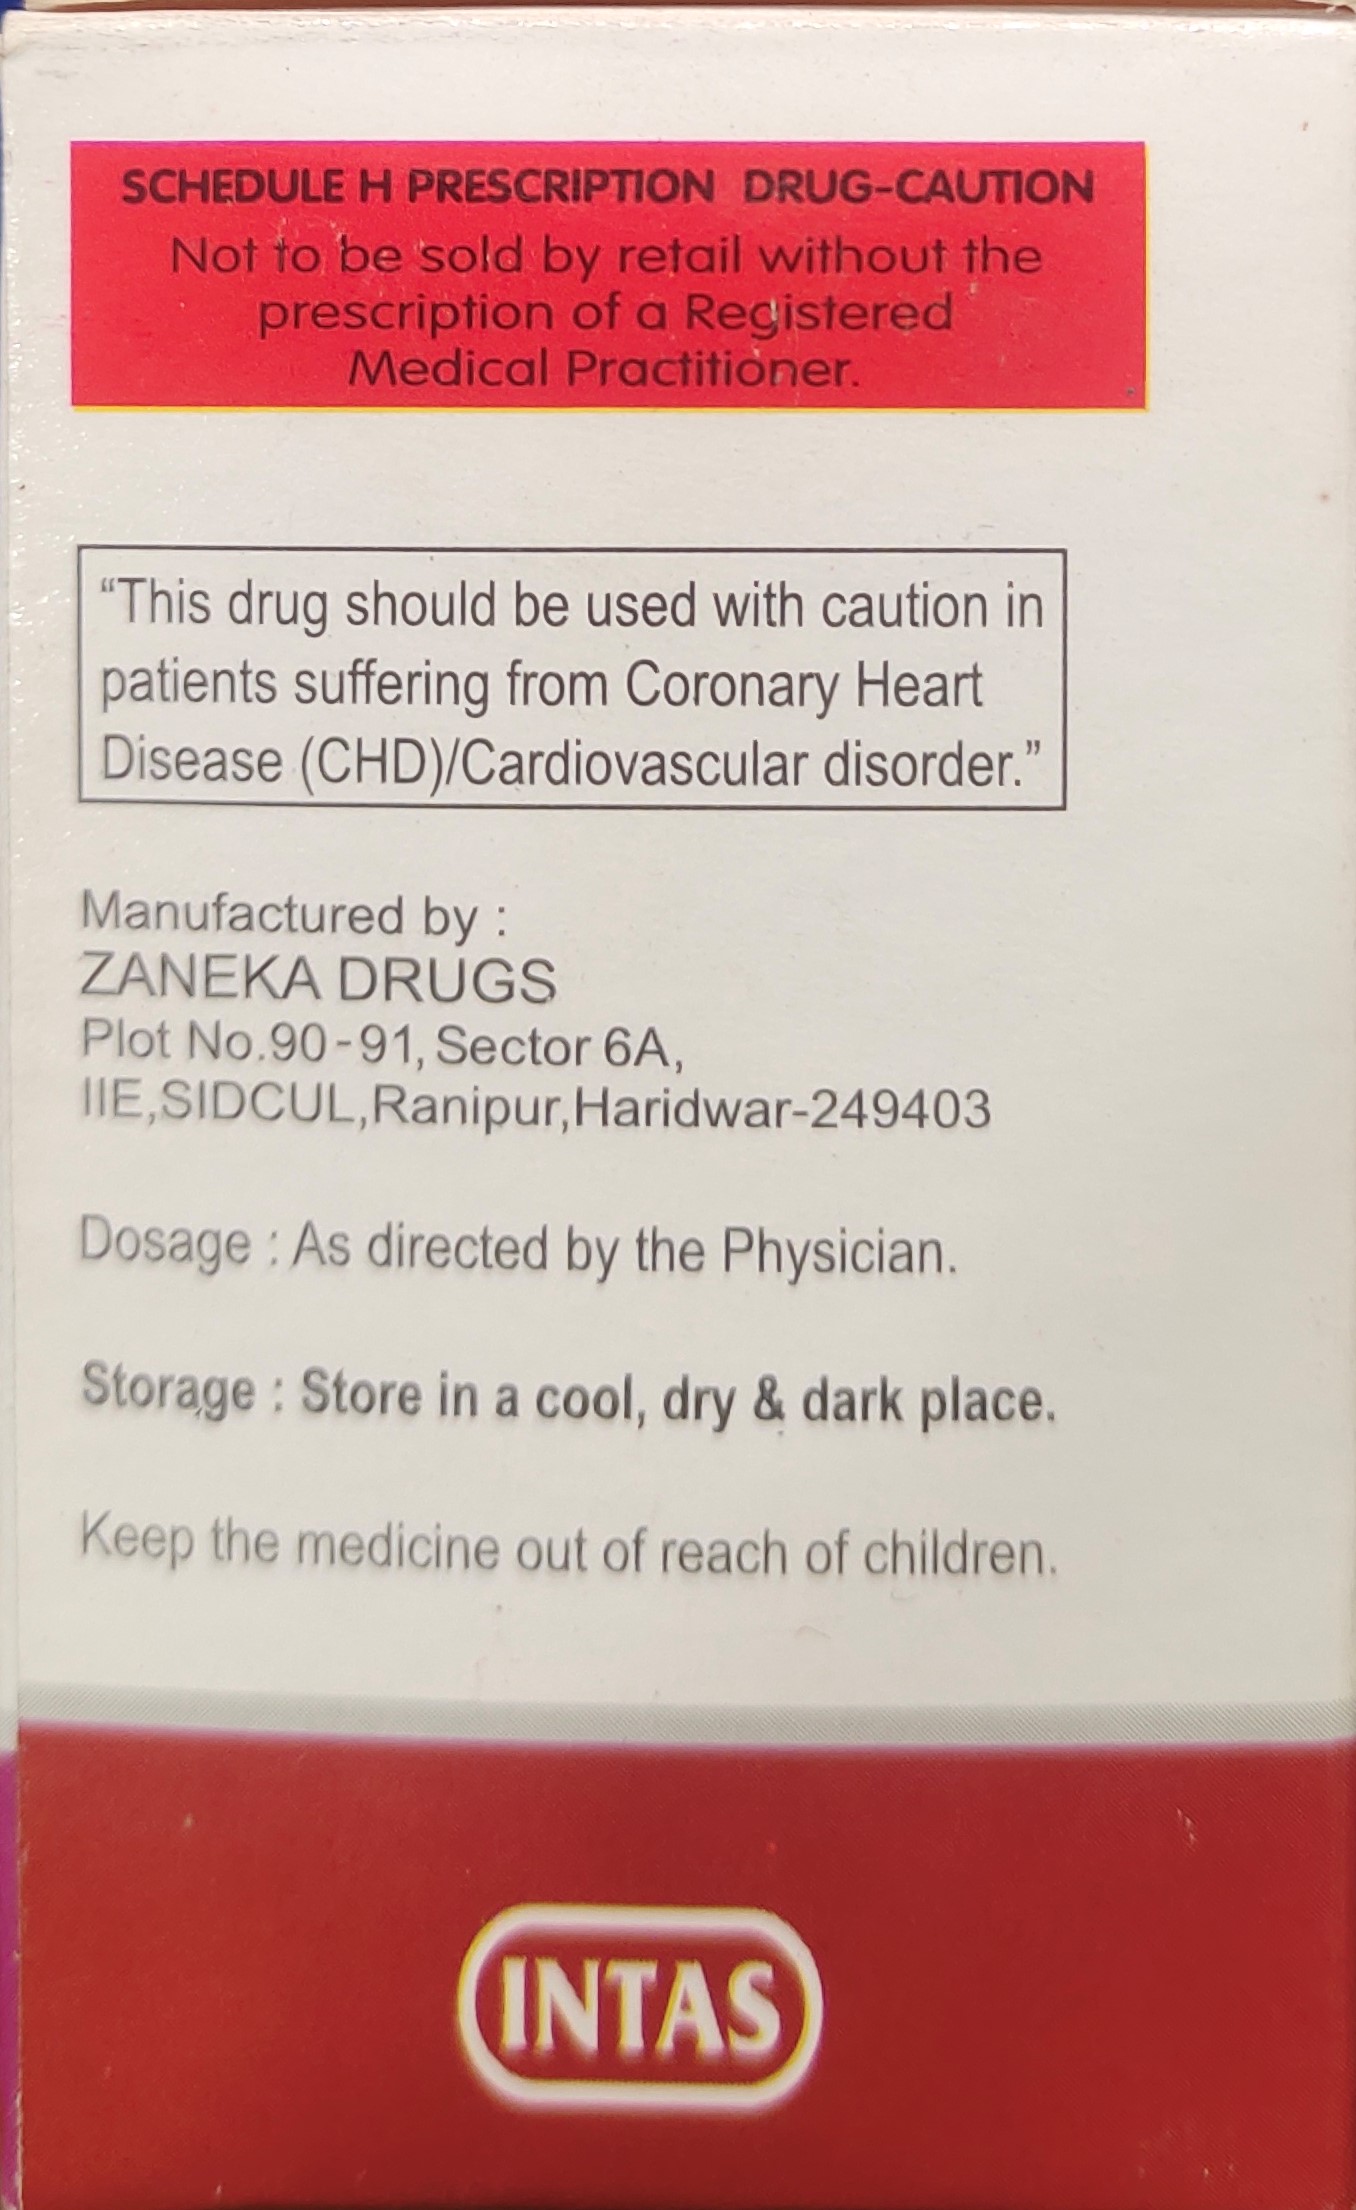 SCHEDULE H PRESCRIPTION DRUG-CAUTION
Not to be sold by retail without the
prescription of a Registered
Medical Practitioner.
“This drug should be used with caution in
patients suffering from Coronary Heart
Disease (CHD)/Cardiovascular disorder.”
Manufactured by :
ZANEKA DRUGS
Plot No.90-91, Sector 6A,
IIE,SIDCUL,Ranipur,Haridwar-249403
Dosage : As directed by the Physician.
Storage : Store in a cool, dry & dark place.
Keep the medicine out of reach of children.
INTAS